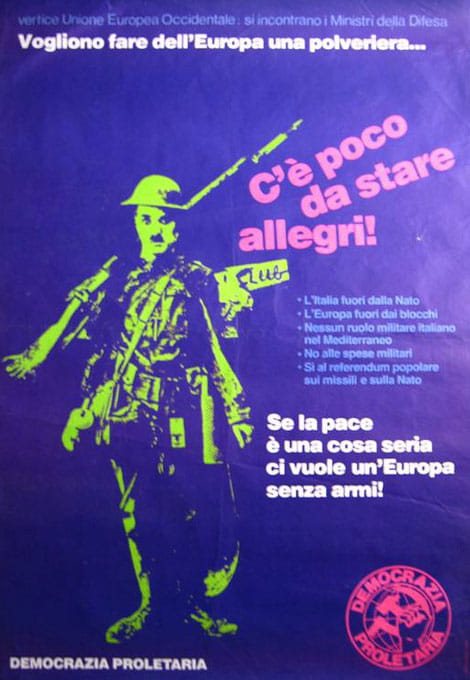 vertice Unione Europea Occidentale: si incontrano i Ministri della Difesa
Vogliono fare dell'Europa una polveriera...
C'è poco
da stare
allegri!
Club
• L'Italia fuori dalla Nato
• L'Europa fuori dai blocchi
• Nessun ruolo militare italiano
nel Mediterraneo
• No alle spese militari
• Sì al referendum popolare
sui missili e sulla Nato
Se la pace
è una cosa seria
ci vuole un'Europa
senza armi!
DEMOCRAZIA
PROLETARIA
DEMOCRAZIA PROLETARIA